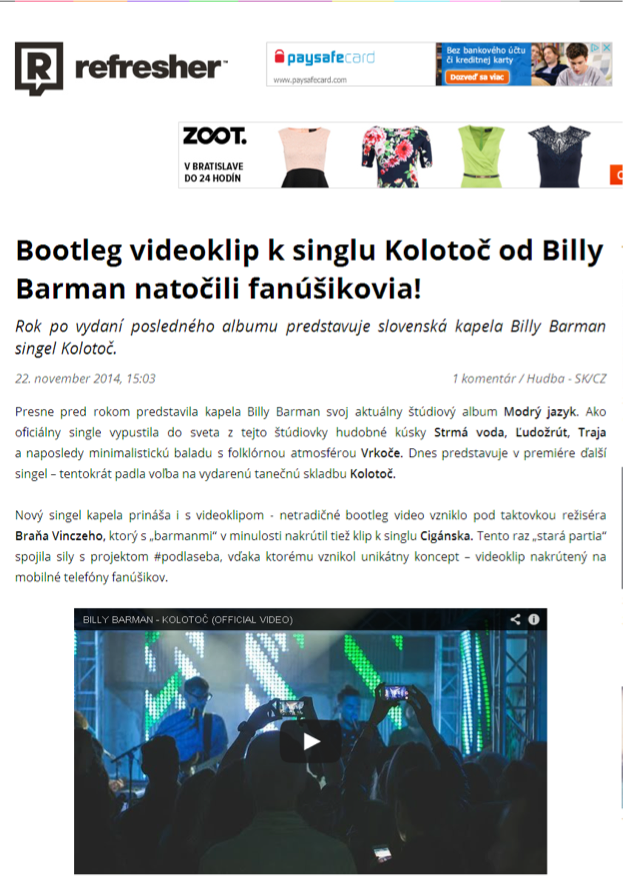 refresher™
paysafecard
www.paysafecard.com
Bez bankového účtu
či kreditnej karty
Dozveď sa viac
ZOOT.
V BRATISLAVE
DO 24 HODÍN
Bootleg videoklip k singlu Kolotoč od Billy
Barman natočili fanúšikovia!
Rok po vydaní posledného albumu predstavuje slovenská kapela Billy Barman
singel Kolotoč.
22. november 2014, 15:03
1 komentár / Hudba - SK/CZ
Presne pred rokom predstavila kapela Billy Barman svoj aktuálny štúdiový album Modrý jazyk. Ako
oficiálny single vypustila do sveta z tejto štúdiovky hudobné kúsky Strmá voda, Ľudožrút, Traja
a naposledy minimalistickú baladu s folklórnou atmosférou Vrkoče. Dnes predstavuje v premiére ďalší
singel – tentokrát padla voľba na vydarenú tanečnú skladbu Kolotoč.
Nový singel kapela prináša i s videoklipom - netradičné bootleg video vzniklo pod taktovkou režiséra
Braňa Vinczeho, ktorý s „barmanmi“ v minulosti nakrútil tiež klip k singlu Cigánska. Tento raz „stará partia“
spojila sily s projektom #podlaseba, vďaka ktorému vznikol unikátny koncept – videoklip nakrútený na
mobilné telefóny fanúšikov.
BILLY BARMAN - KOLOTOČ (OFFICIAL VIDEO)